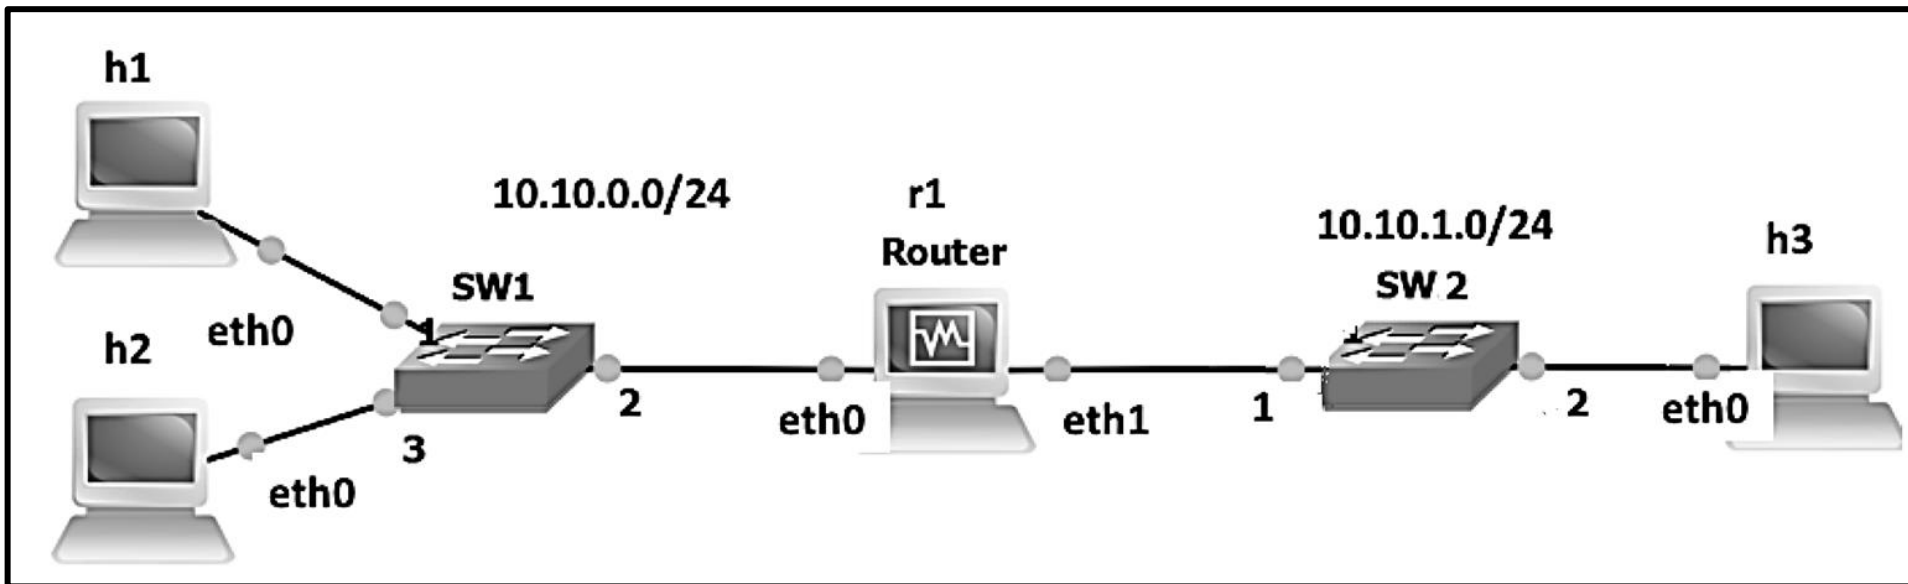 h1
10.10.0.0/24
r1
Router
10.10.1.0/24
h3
SW1
SW 2
eth0
1
h2
2
eth0
eth1
1
2
eth0
3
eth0